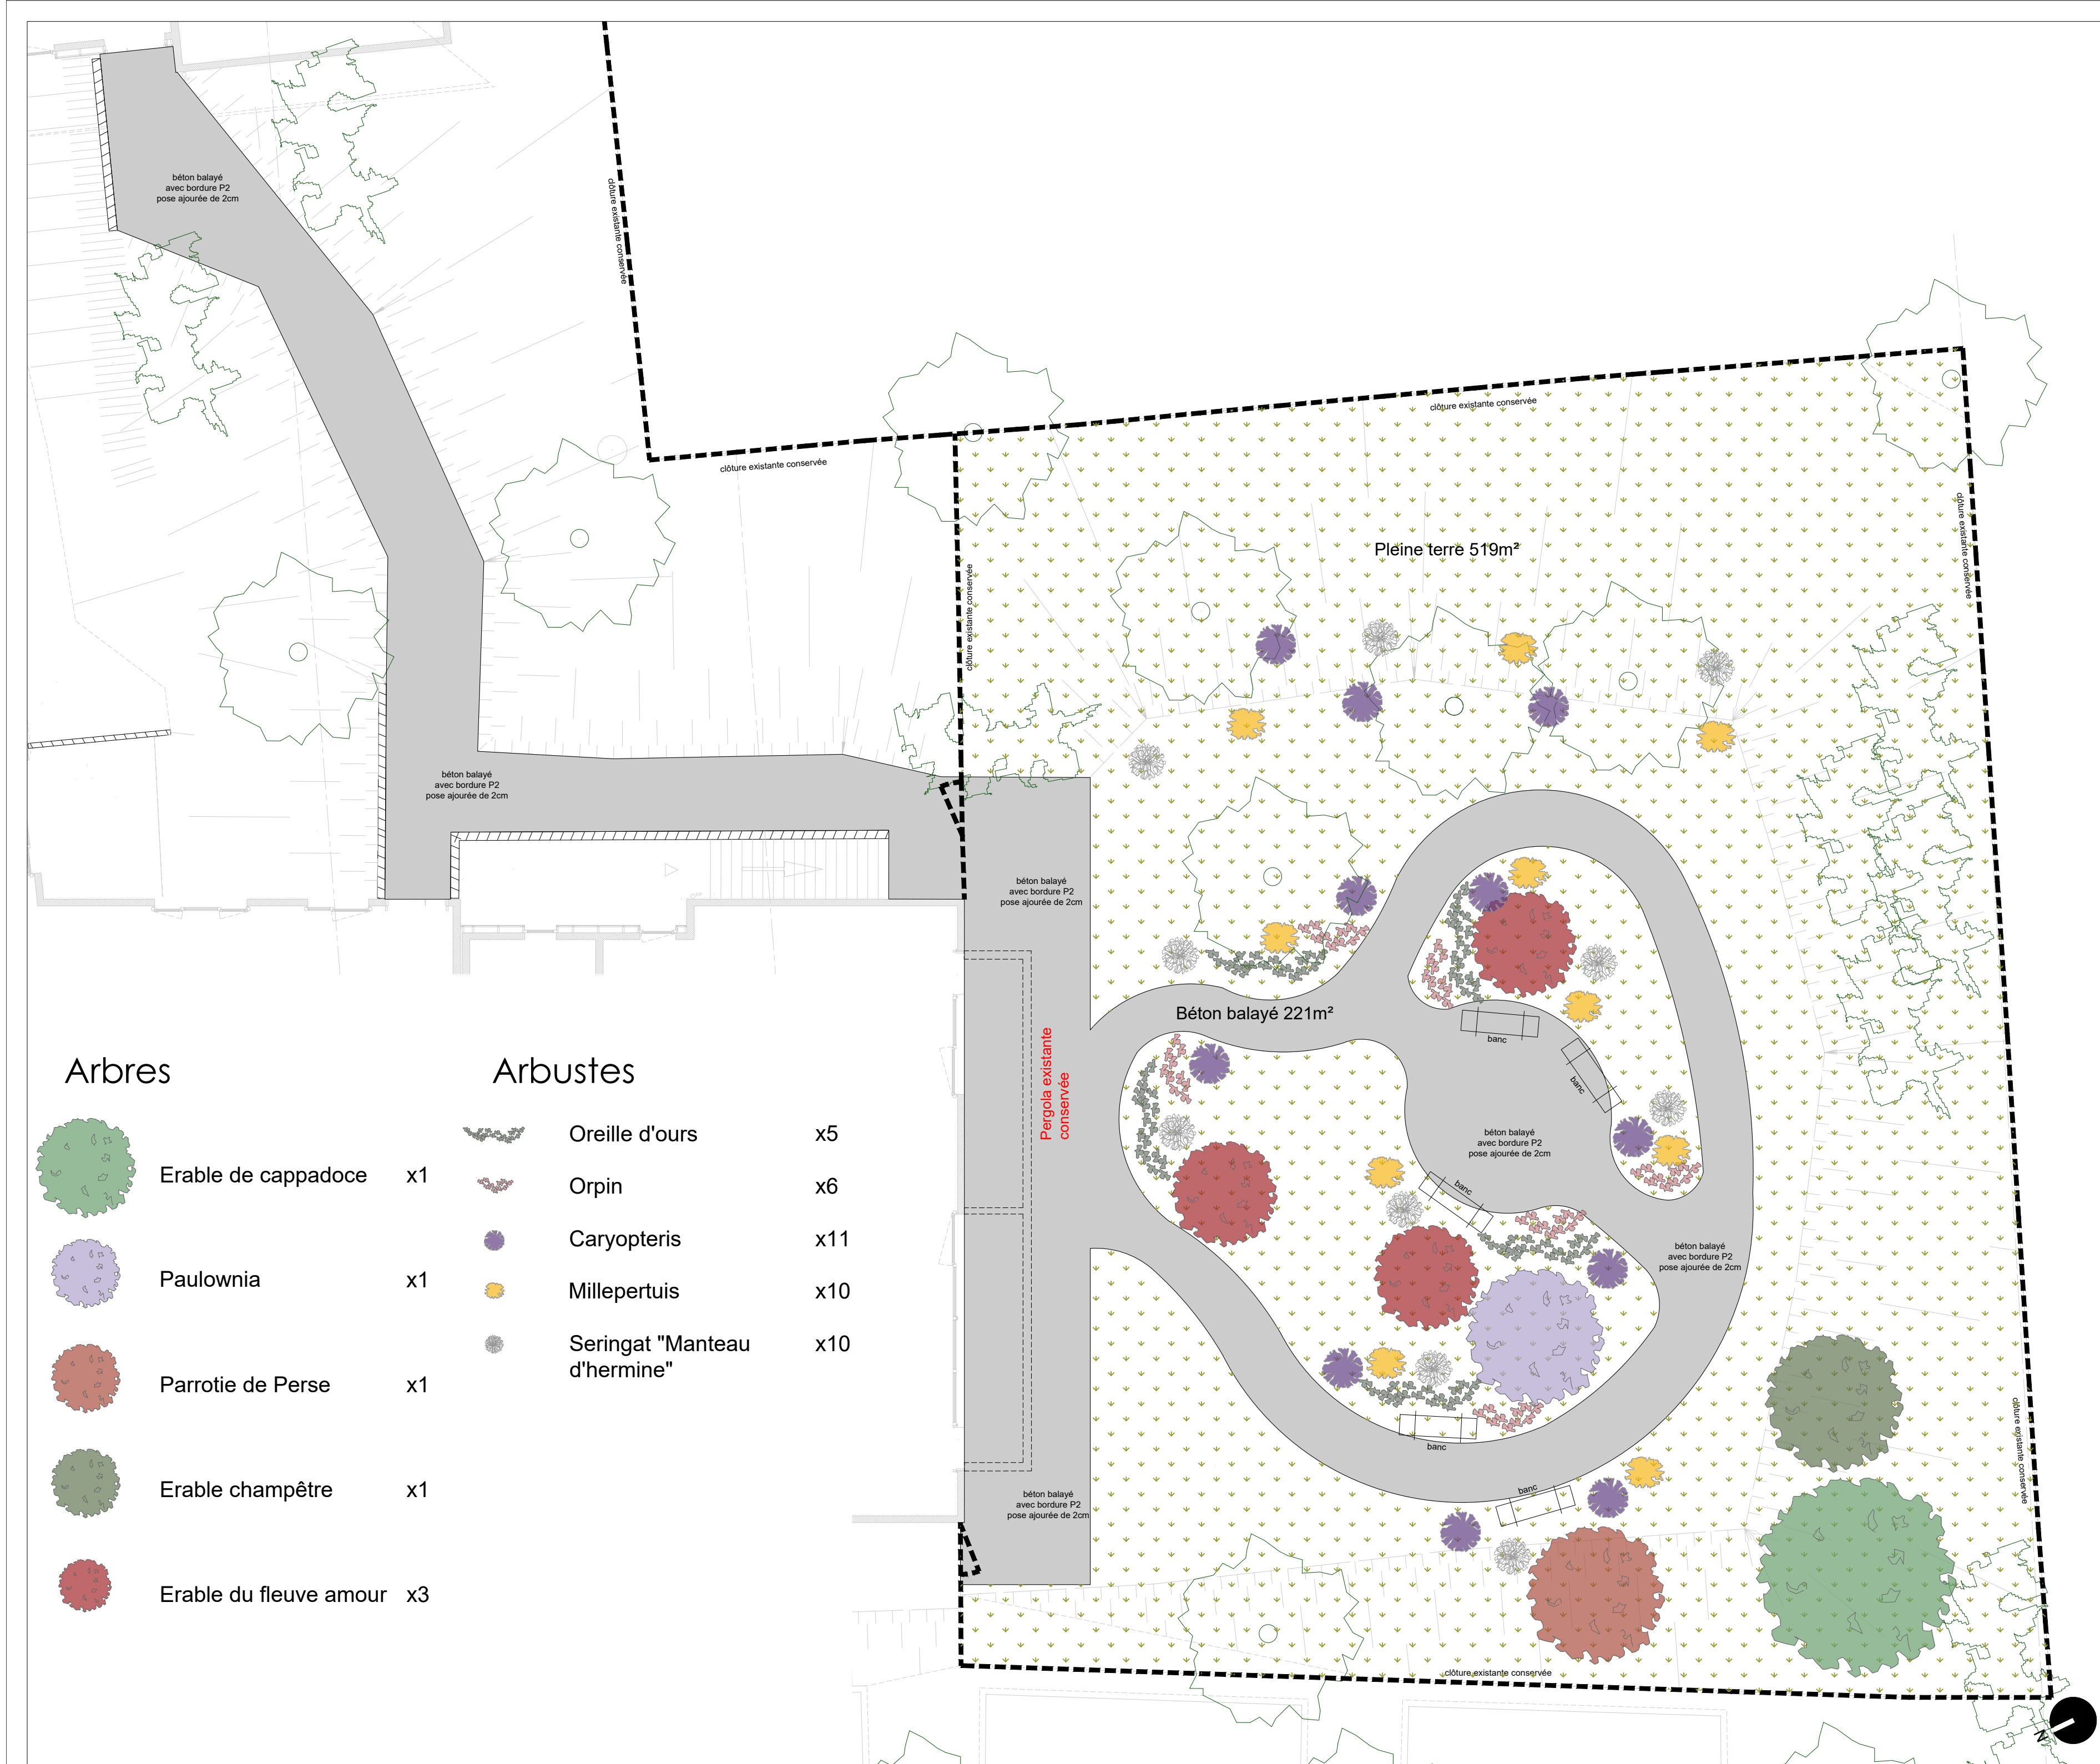 béton balayé
avec bordure P2
pose ajourée de 2cm
clôture existante conservée
clôture existante conservée
clôture existante conservée
clôture existante conservée
clôture existante conservée
Pleine terre 519m²
béton balayé
avec bordure P2
pose ajourée de 2cm
béton balayé
avec bordure P2
pose ajourée de 2cm
Béton balayé 221m²
Pergola existante
conservée
banc
banc
béton balayé
avec bordure P2
pose ajourée de 2cm
banc
béton balayé
avec bordure P2
pose ajourée de 2cm
banc
banc
béton balayé
avec bordure P2
pose ajourée de 2cm
clôture existante conservée
clôture existante conservée
N
Arbres
Erable de cappadoce x1
Paulownia x1
Parrotie de Perse x1
Erable champêtre x1
Erable du fleuve amour x3
Arbustes
Oreille d'ours x5
Orpin x6
Caryopteris x11
Millepertuis x10
Seringat "Manteau x10
d'hermine"